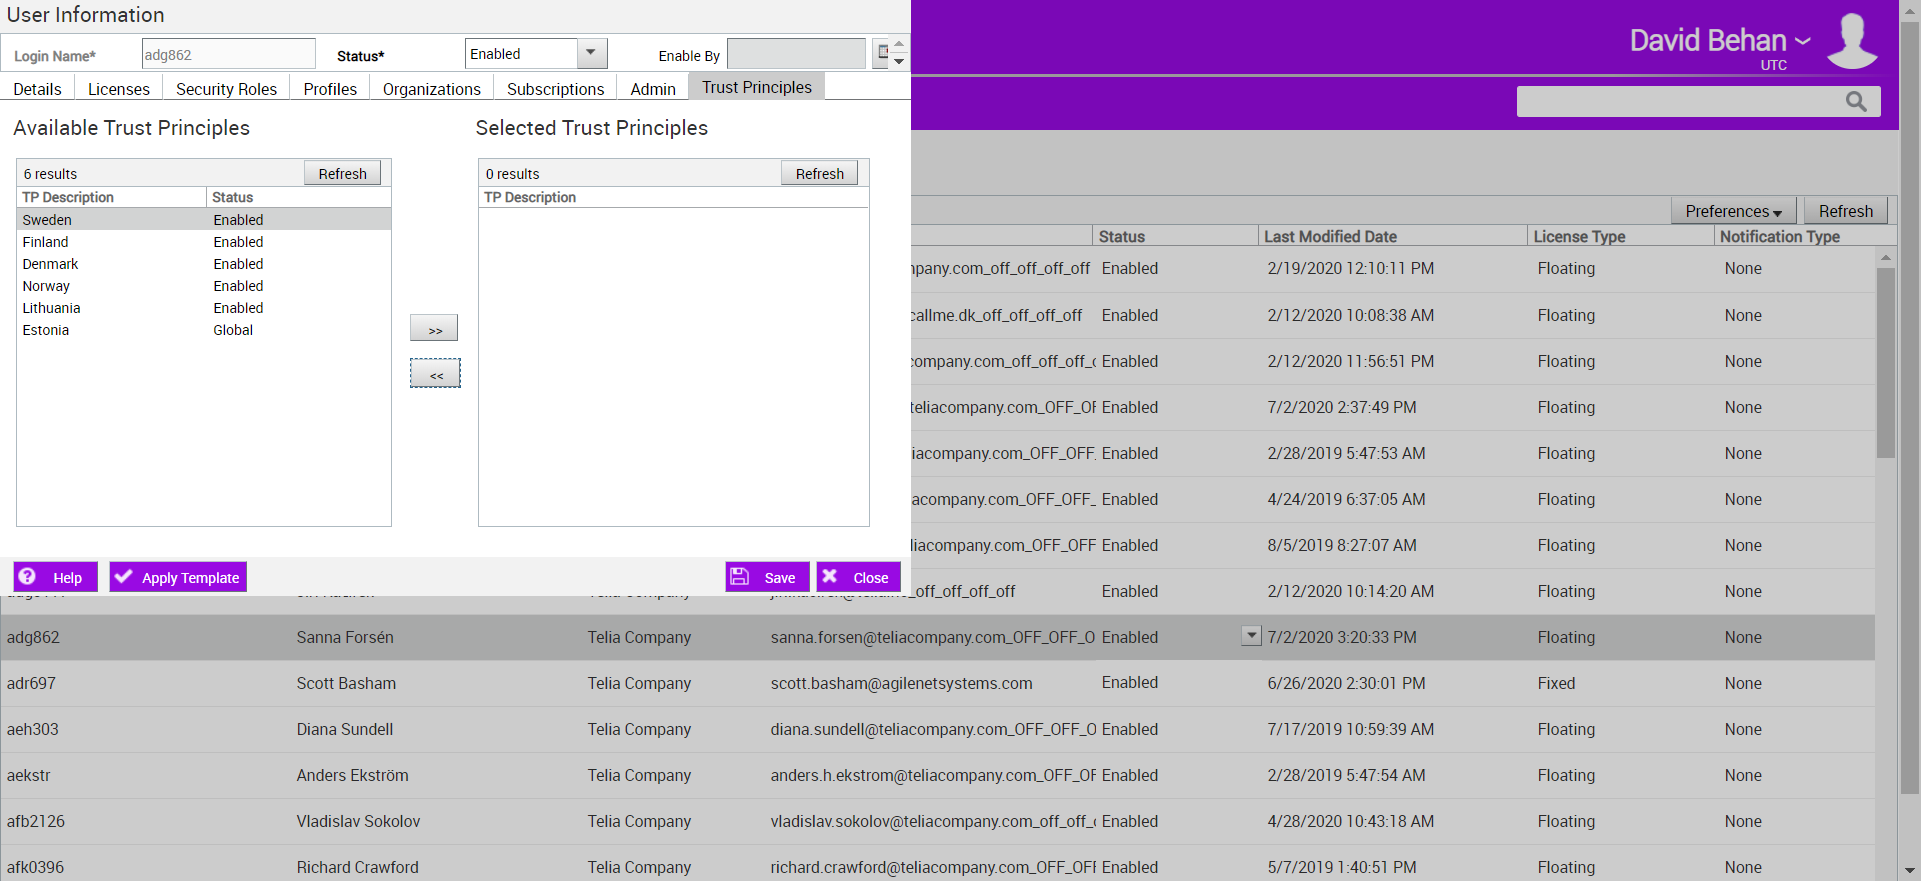 User Information
David Behan
UTC
Login Name* adg862 Status* Enabled Enable By
Details Licenses Security Roles Profiles Organizations Subscriptions Admin Trust Principles
Available Trust Principles Selected Trust Principles
6 results Refresh 0 results Refresh
TP Description Status TP Description
Sweden Enabled
Finland Enabled
Denmark Enabled
Norway Enabled
Lithuania Enabled
Estonia Global
>>
<<
Help Apply Template Save Close
Preferences Refresh
Status Last Modified Date License Type Notification Type
pany.com_off_off_off_off Enabled 2/19/2020 12:10:11 PM Floating None
callme.dk_off_off_off_off Enabled 2/12/2020 10:08:38 AM Floating None
company.com_off_off_off_ Enabled 2/12/2020 11:56:51 PM Floating None
teliacompany.com_OFF_OF Enabled 7/2/2020 2:37:49 PM Floating None
iacompany.com_OFF_OFF_ Enabled 2/28/2019 5:47:53 AM Floating None
acompany.com_OFF_OFF_ Enabled 4/24/2019 6:37:05 AM Floating None
liacompany.com_OFF_OFF Enabled 8/5/2019 8:27:07 AM Floating None
Telia Company _off_off_off_off Enabled 2/12/2020 10:14:20 AM Floating None
adg862 Sanna Forsén Telia Company sanna.forsen@teliacompany.com_OFF_OFF_O Enabled 7/2/2020 3:20:33 PM Floating None
adr697 Scott Basham Telia Company scott.basham@agilenetsystems.com Enabled 6/26/2020 2:30:01 PM Fixed None
aeh303 Diana Sundell Telia Company diana.sundell@teliacompany.com_OFF_OFF_O Enabled 7/17/2019 10:59:39 AM Floating None
aekstr Anders Ekström Telia Company anders.h.ekstrom@teliacompany.com_OFF_OF Enabled 2/28/2019 5:47:54 AM Floating None
afb2126 Vladislav Sokolov Telia Company vladislav.sokolov@teliacompany.com_off_off_ Enabled 4/28/2020 10:43:18 AM Floating None
afk0396 Richard Crawford Telia Company richard.crawford@teliacompany.com_OFF_OFF Enabled 5/7/2019 1:40:51 PM Floating None